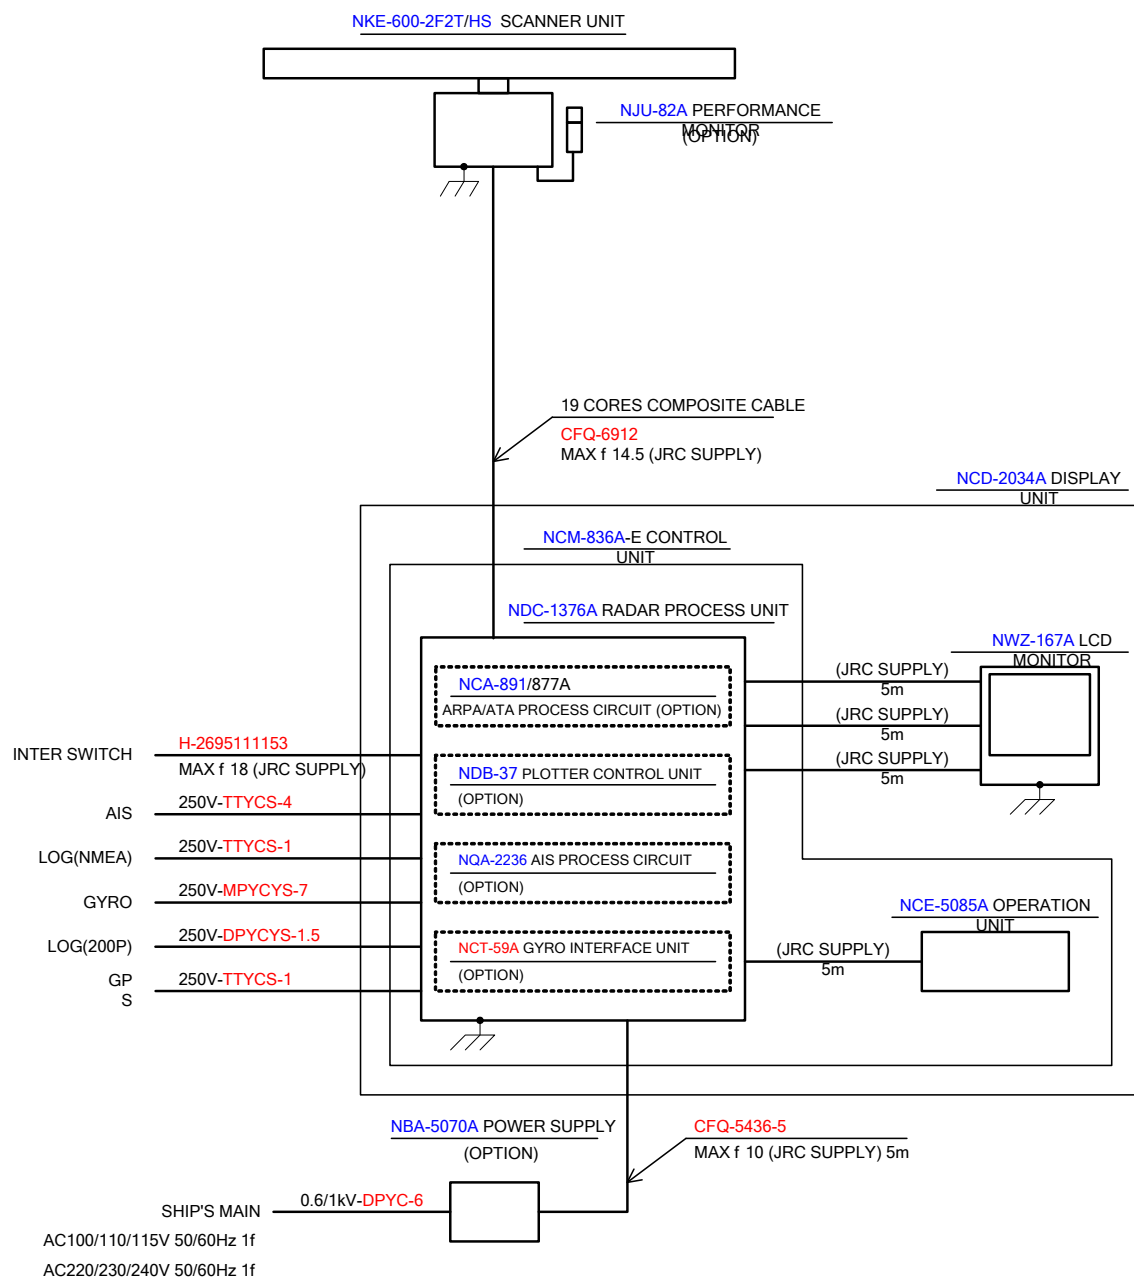 NKE-600-2F2T/HS SCANNER UNIT
NJU-82A PERFORMANCE
MONITOR
(OPTION)
19 CORES COMPOSITE CABLE
CFQ-6912
MAX f 14.5 (JRC SUPPLY)
NCD-2034A DISPLAY
UNIT
NCM-836A-E CONTROL
UNIT
NDC-1376A RADAR PROCESS UNIT
NWZ-167A LCD
MONITOR
NCA-891/877A
ARPA/ATA PROCESS CIRCUIT (OPTION)
(JRC SUPPLY)
5m
(JRC SUPPLY)
5m
(JRC SUPPLY)
5m
INTER SWITCH
H-2695111153
MAX f 18 (JRC SUPPLY)
NDB-37 PLOTTER CONTROL UNIT
(OPTION)
AIS
250V-TTYCS-4
LOG(NMEA)
250V-TTYCS-1
NQA-2236 AIS PROCESS CIRCUIT
(OPTION)
GYRO
250V-MPYCYS-7
NCE-5085A OPERATION
UNIT
LOG(200P)
250V-DPYCYS-1.5
NCT-59A GYRO INTERFACE UNIT
(OPTION)
(JRC SUPPLY)
5m
GP
S
250V-TTYCS-1
NBA-5070A POWER SUPPLY
(OPTION)
CFQ-5436-5
MAX f 10 (JRC SUPPLY) 5m
SHIP'S MAIN
0.6/1kV-DPYC-6
AC100/110/115V 50/60Hz 1f
AC220/230/240V 50/60Hz 1f